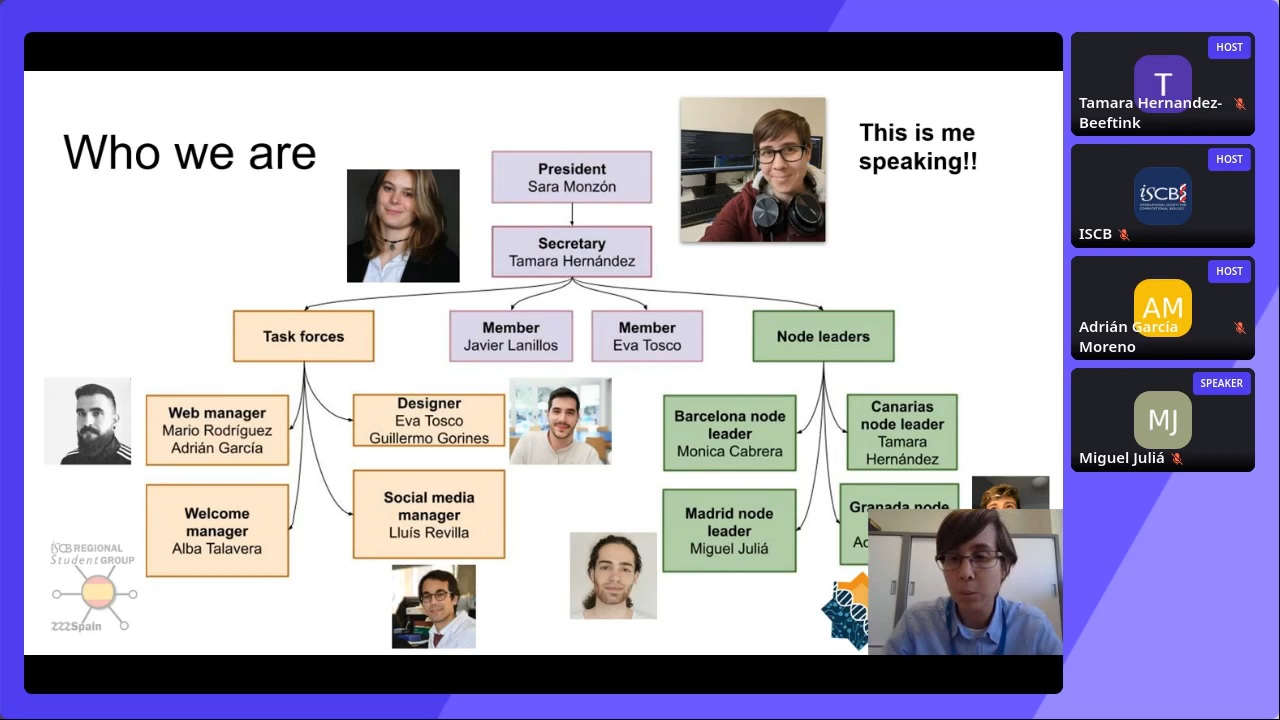 Who we are
President
Sara Monzón
This is me
speaking!!
Secretary
Tamara Hernández
Task forces
Member
Javier Lanillos
Member
Eva Tosco
Node leaders
Web manager
Mario Rodríguez
Adrián García
Designer
Eva Tosco
Guillermo Gorines
Barcelona node
leader
Monica Cabrera
Canarias
node leader
Tamara
Hernández
Welcome
manager
Alba Talavera
Social media
manager
Lluís Revilla
Madrid node
leader
Miguel Juliá
Granada node
iSCB REGIONAL
Student GROUP
Spain
HOST
T
Tamara Hernandez-
Beeftink
HOST
iSCB
ISCB
HOST
AM
Adrián García
Moreno
SPEAKER
MJ
Miguel Juliá